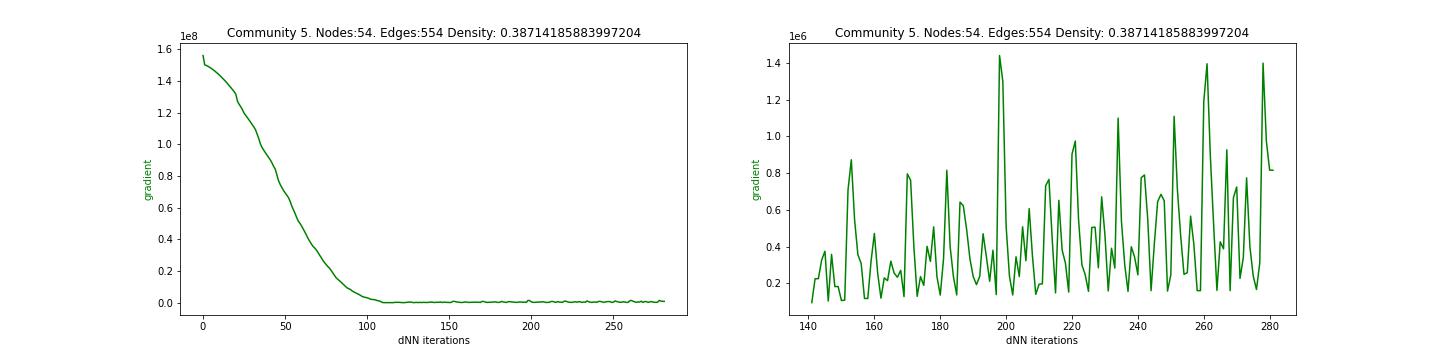 Community 5. Nodes:54. Edges:554 Density: 0.38714185883997204
1e8
1.6
1.4
1.2
1.0
0.8
0.6
0.4
0.2
0.0
gradient
0 50 100 150 200 250
dNN iterations
Community 5. Nodes:54. Edges:554 Density: 0.38714185883997204
1e6
1.4
1.2
1.0
0.8
0.6
0.4
0.2
gradient
140 160 180 200 220 240 260 280
dNN iterations